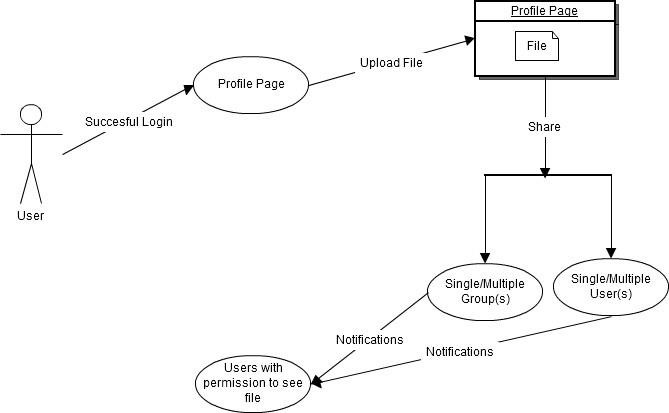 Profile Page
File
Upload File
Profile Page
Succesful Login
User
Share
Single/Multiple
Group(s)
Single/Multiple
User(s)
Notifications
Notifications
Users with
permission to see
file